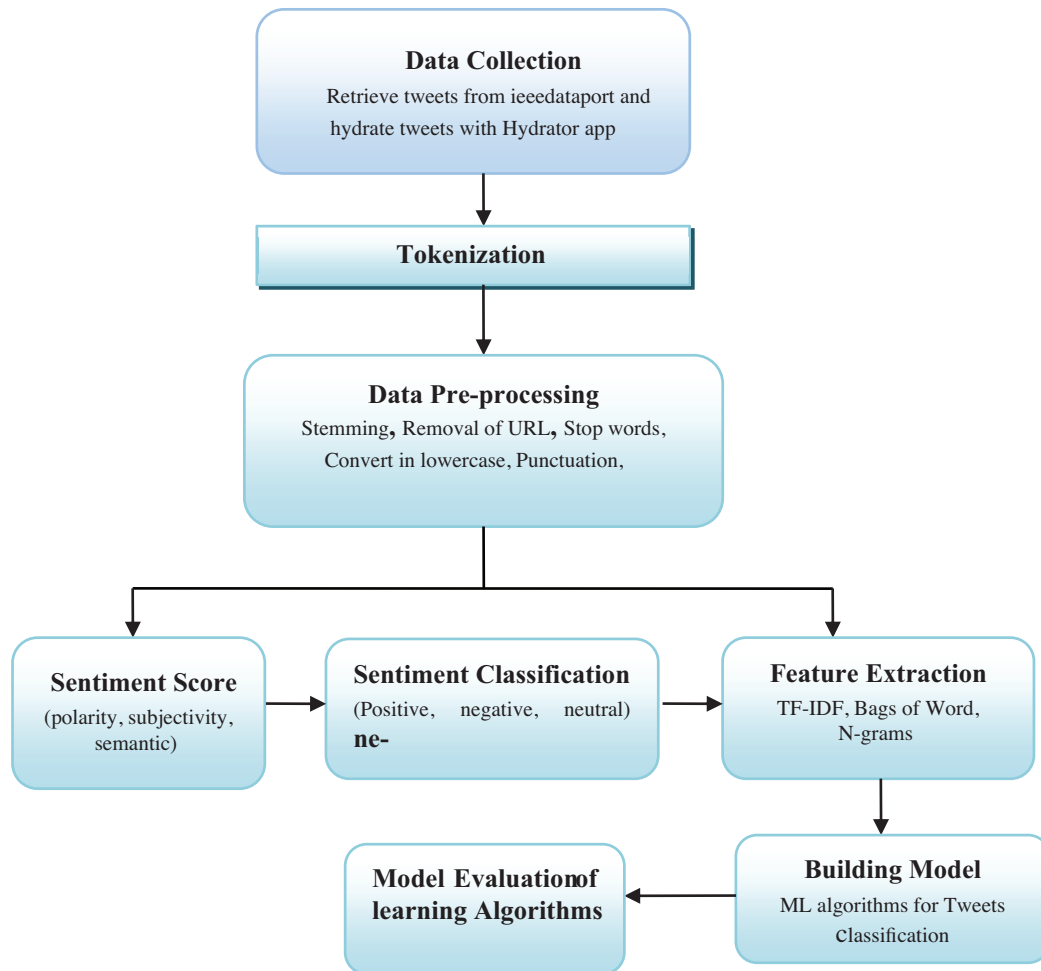 Data Collection
Retrieve tweets from ieeedataport and
hydrate tweets with Hydrator app
Tokenization
Data Pre-processing
Stemming, Removal of URL, Stop words,
Convert in lowercase, Punctuation,
Sentiment Score
(polarity, subjectivity,
semantic)
Sentiment Classification
(Positive, negative, neutral)
ne-
Feature Extraction
TF-IDF, Bags of Word,
N-grams
Building Model
ML algorithms for Tweets
classification
Model Evaluation of
learning Algorithms